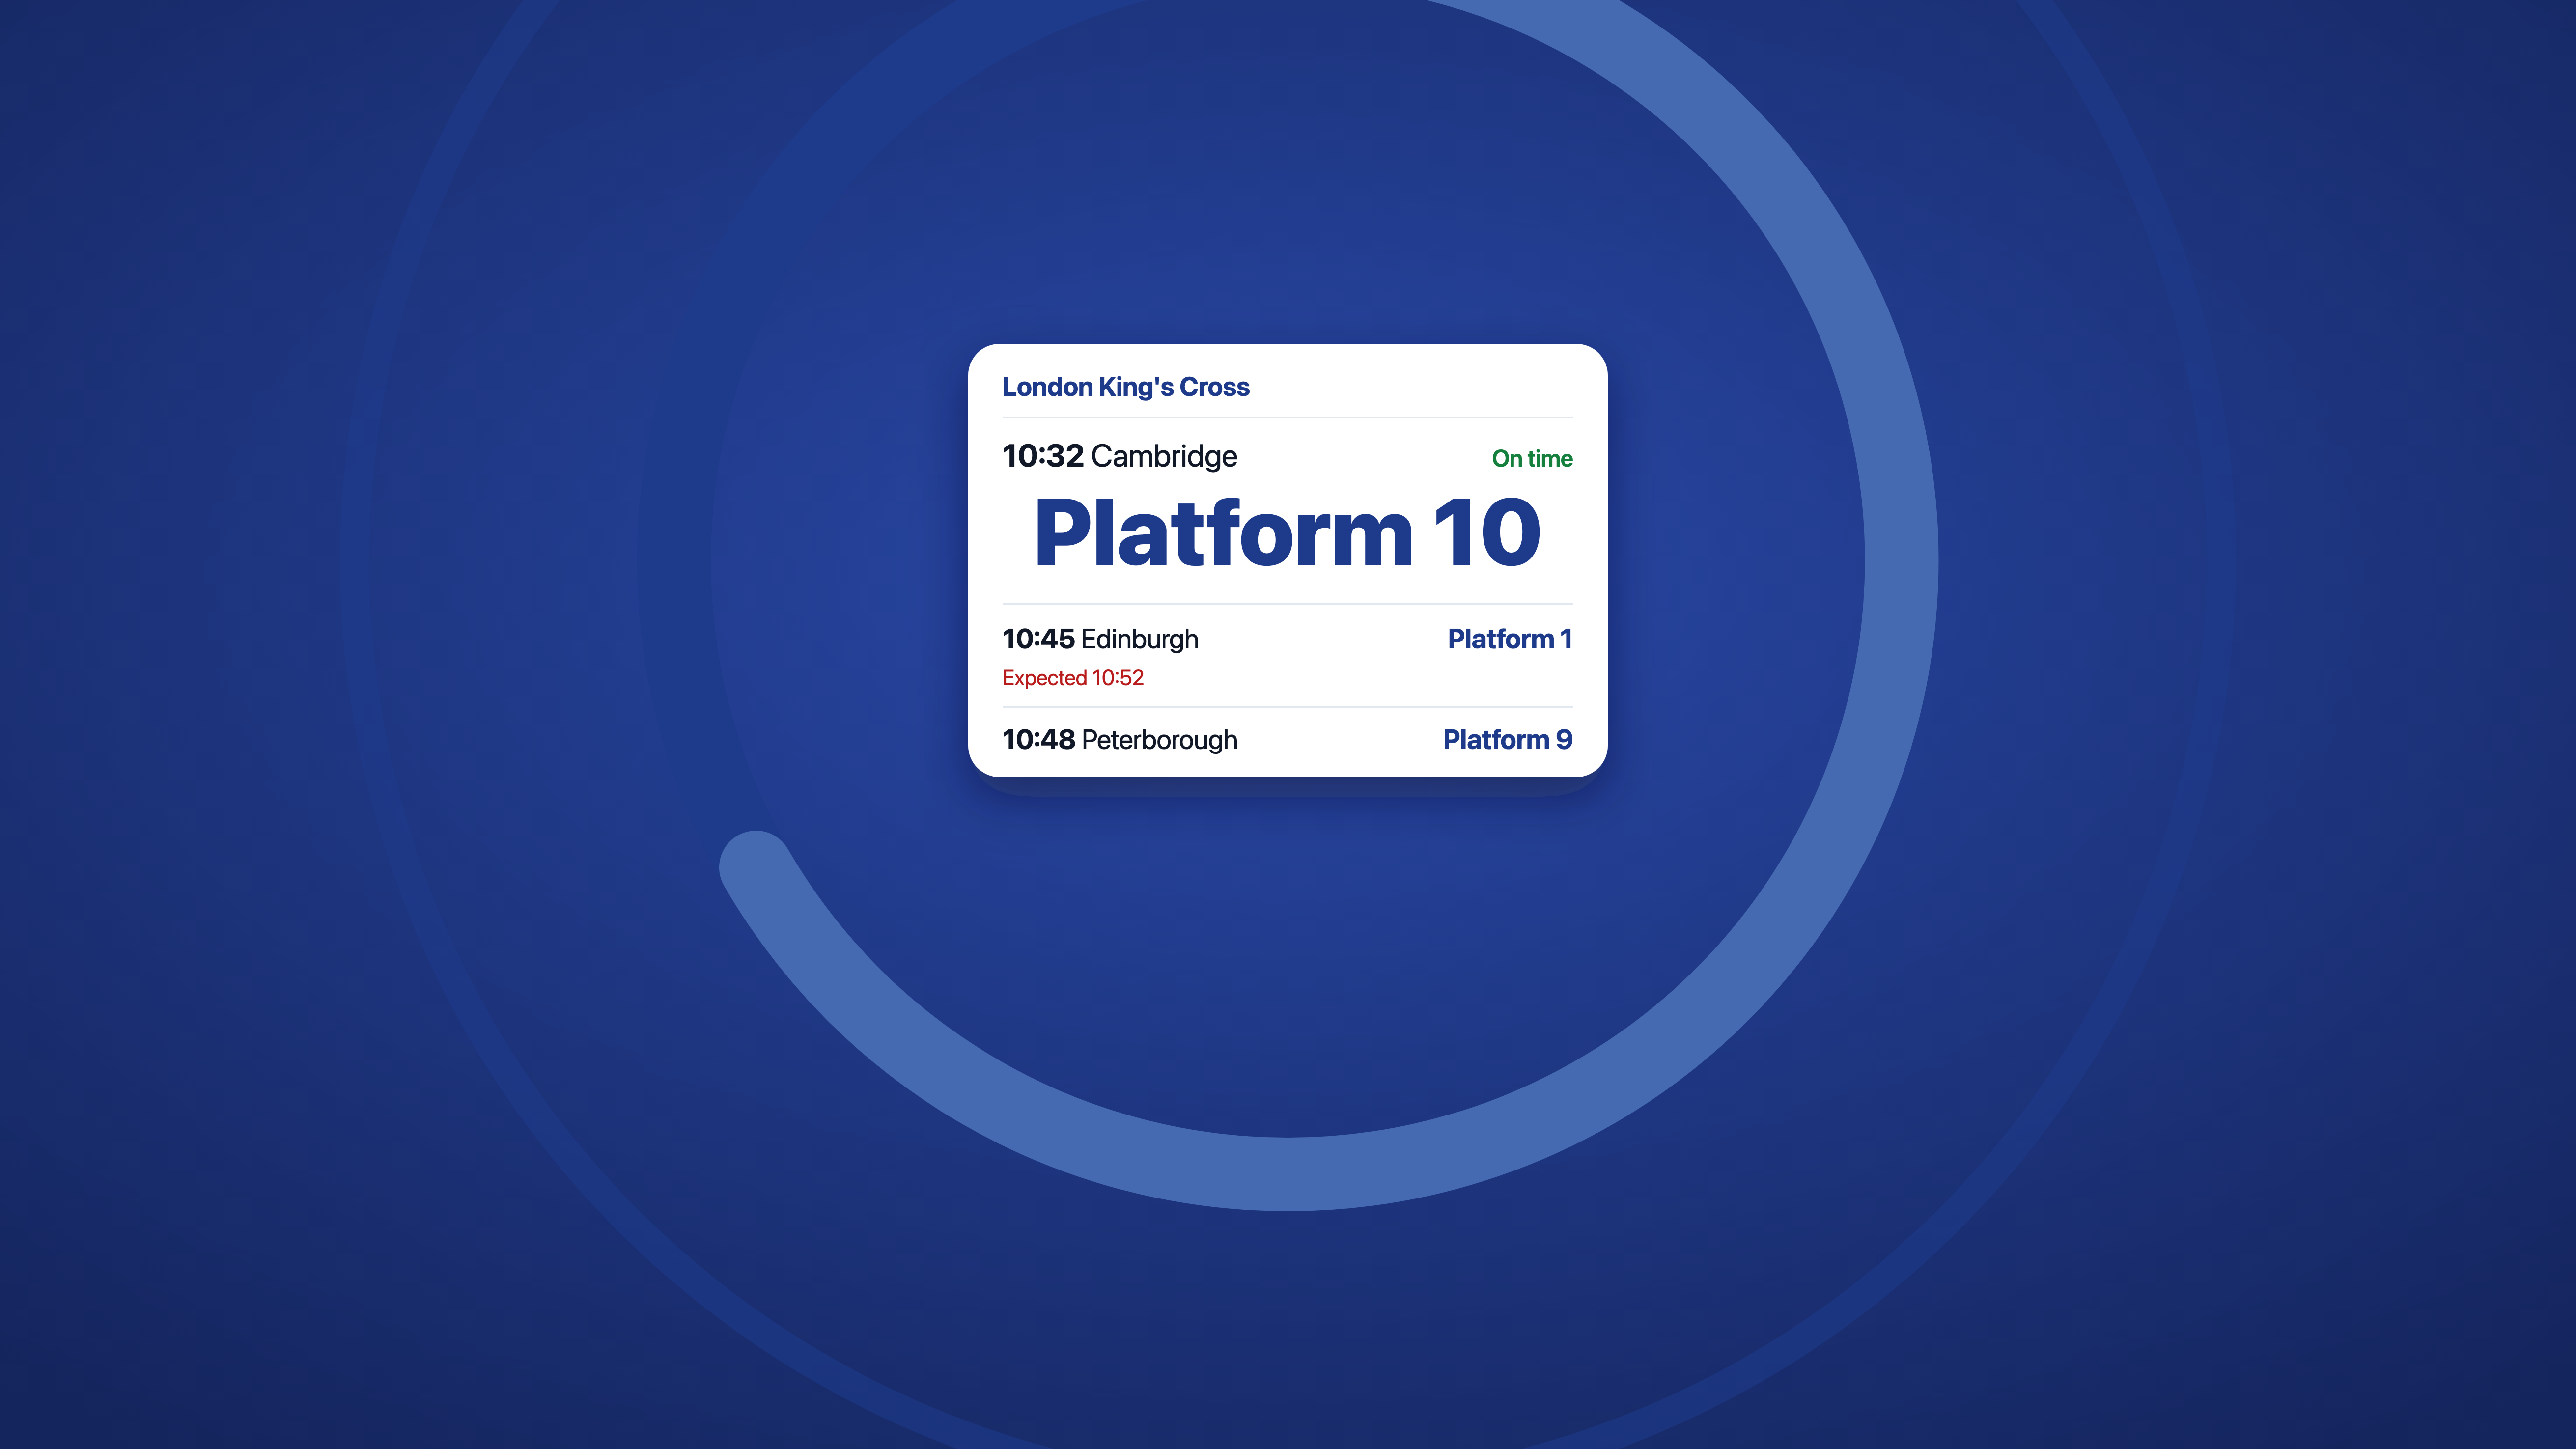 London King's Cross
10:32 Cambridge On time
Platform 10
10:45 Edinburgh Platform 1
Expected 10:52
10:48 Peterborough Platform 9